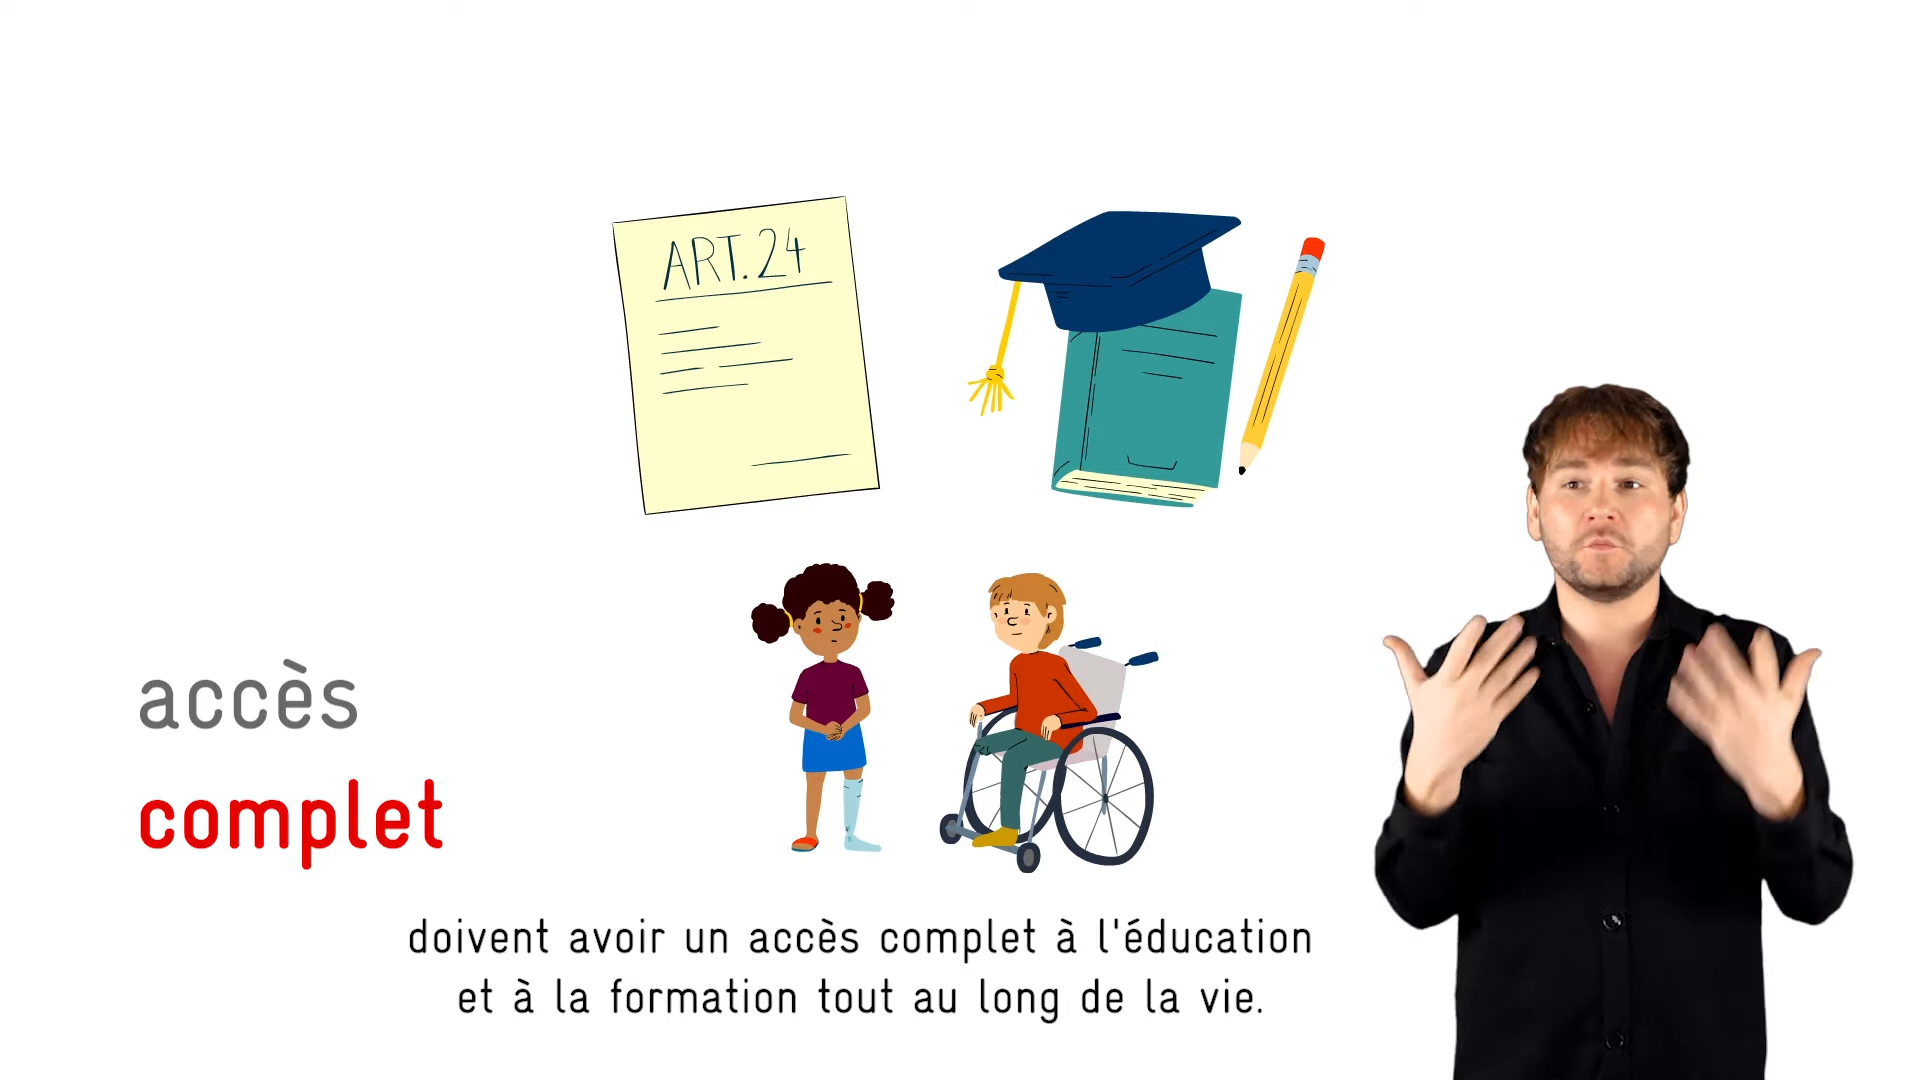 ART.24
accès
complet
doivent avoir un accès complet à l'éducation
et à la formation tout au long de la vie.